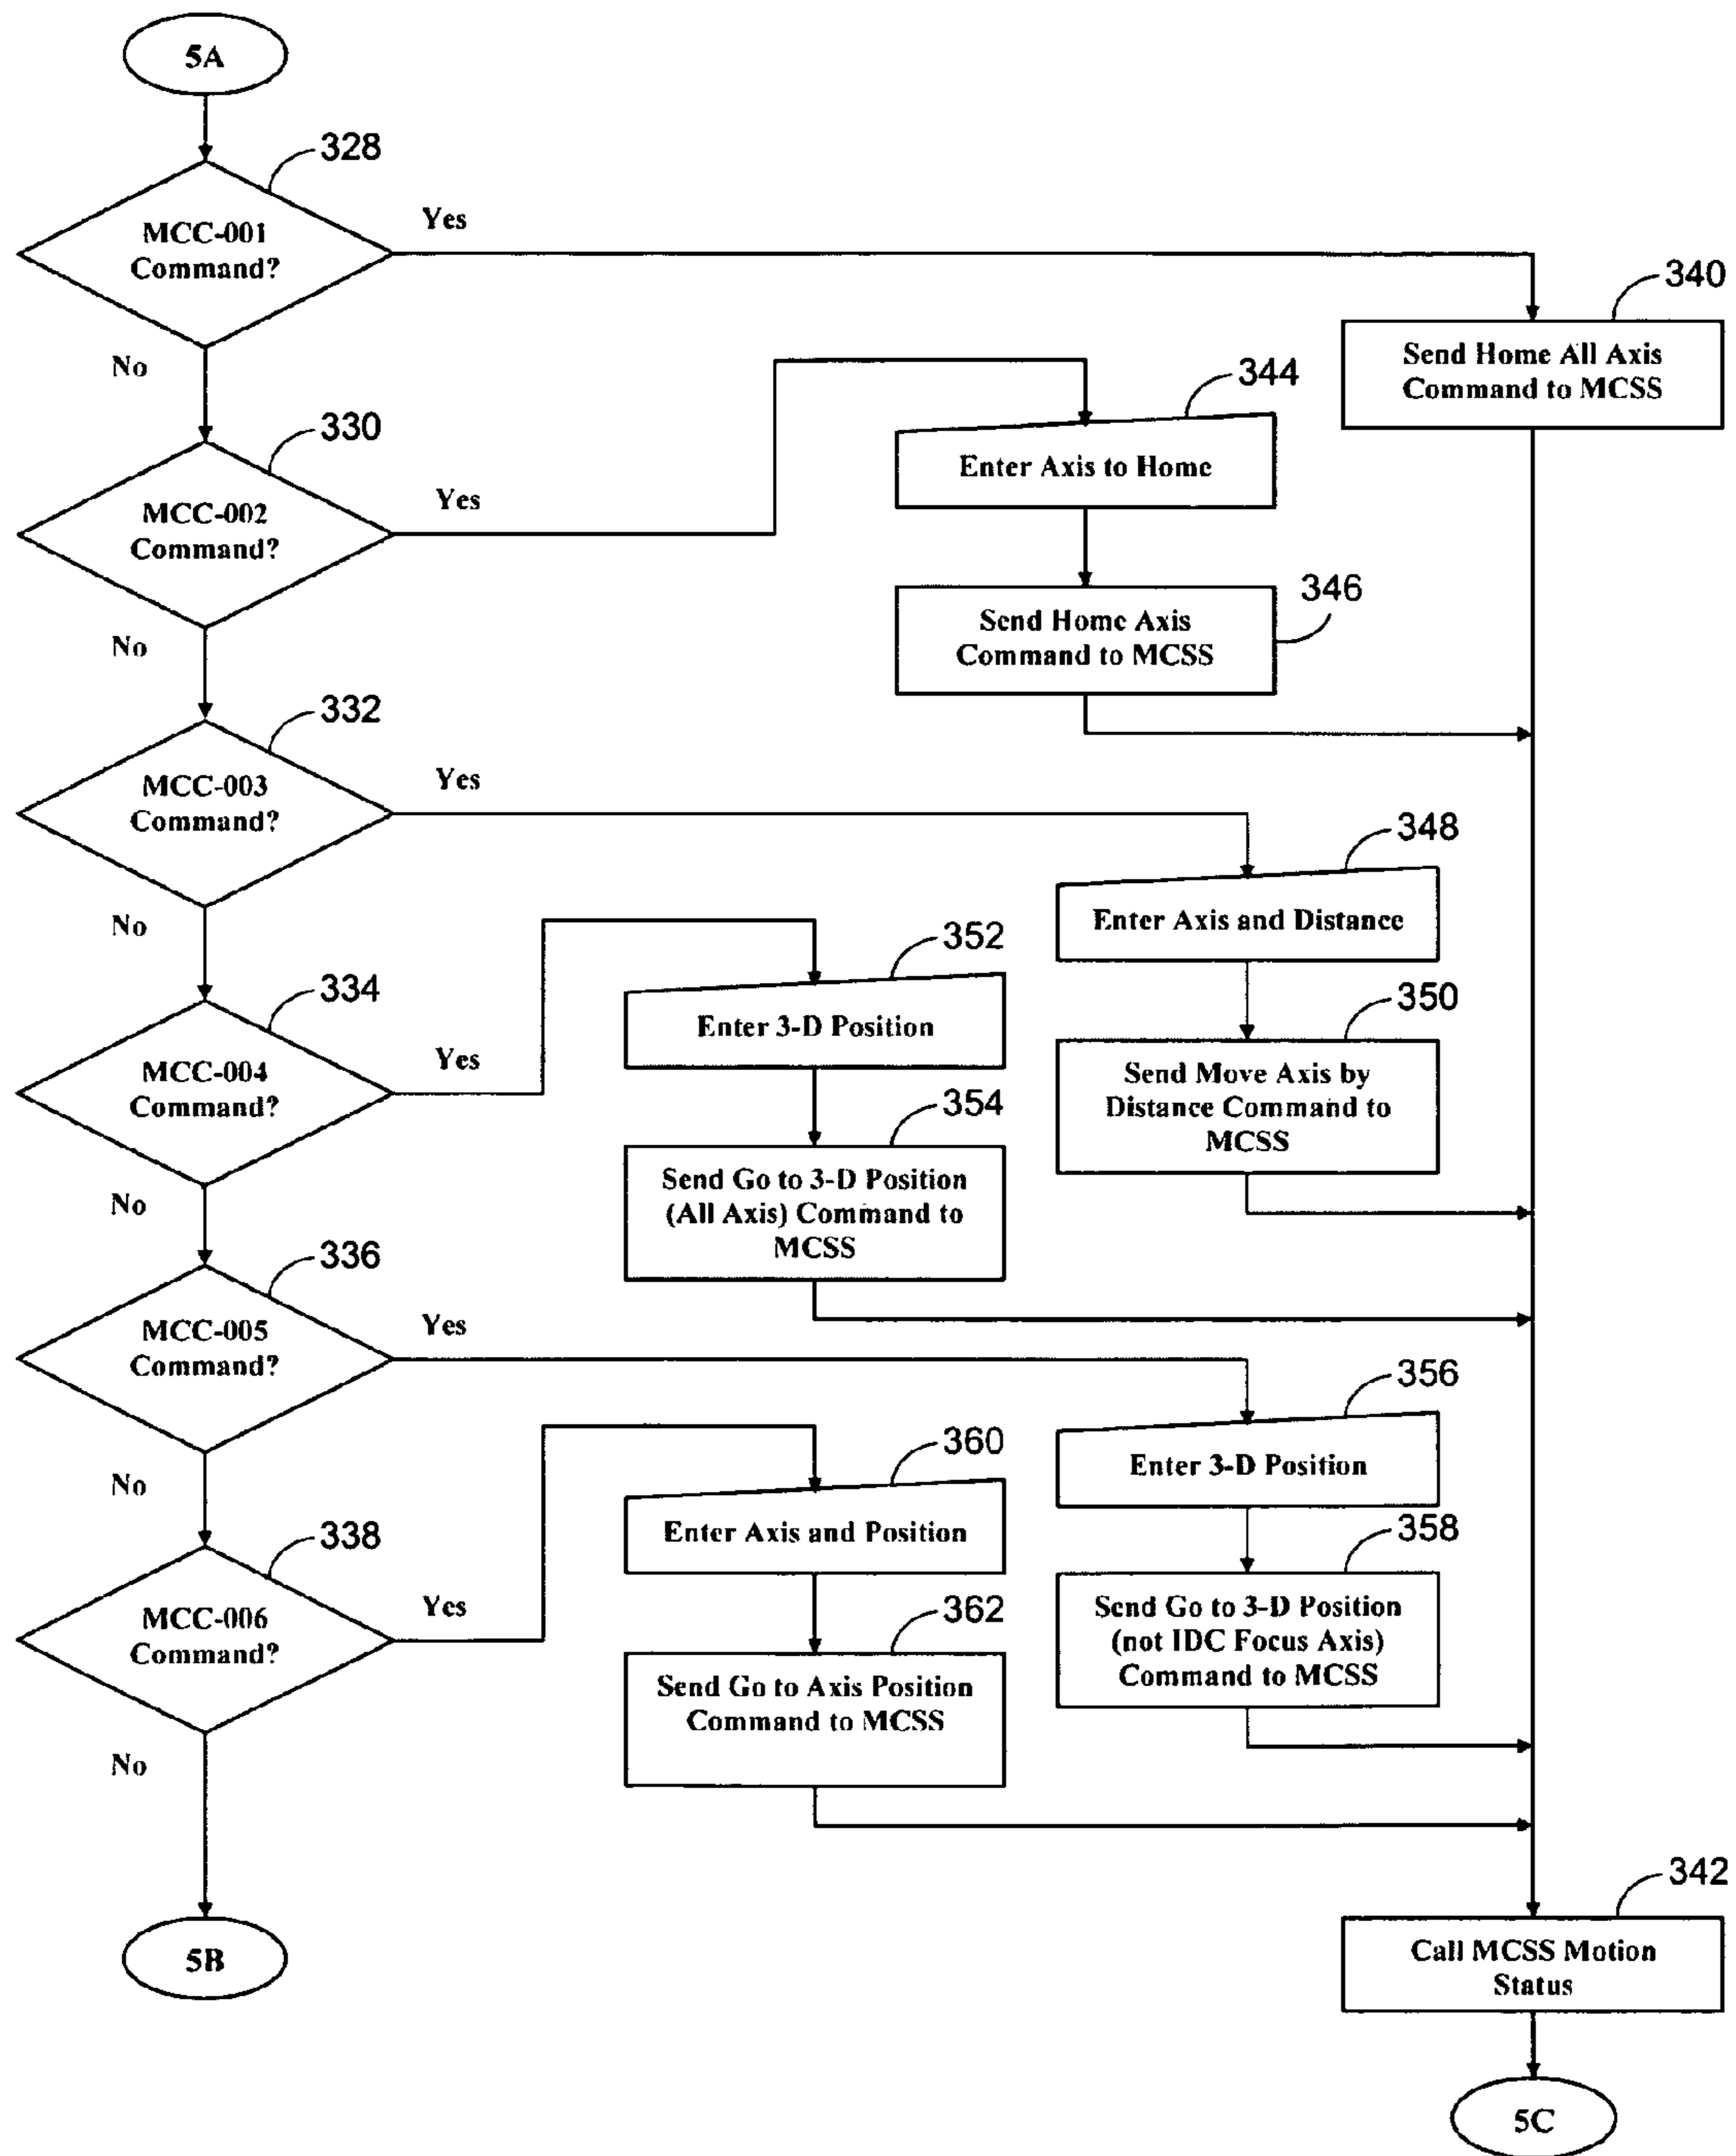 5A
328
MCC-001
Command?
Yes
No
340
Send Home All Axis
Command to MCSS
330
MCC-002
Command?
Yes
No
344
Enter Axis to Home
346
Send Home Axis
Command to MCSS
332
MCC-003
Command?
Yes
No
348
Enter Axis and Distance
350
Send Move Axis by
Distance Command to
MCSS
334
MCC-004
Command?
Yes
No
352
Enter 3-D Position
354
Send Go to 3-D Position
(All Axis) Command to
MCSS
336
MCC-005
Command?
Yes
No
356
Enter 3-D Position
358
Send Go to 3-D Position
(not IDC Focus Axis)
Command to MCSS
338
MCC-006
Command?
Yes
No
360
Enter Axis and Position
362
Send Go to Axis Position
Command to MCSS
5B
342
Call MCSS Motion
Status
5C